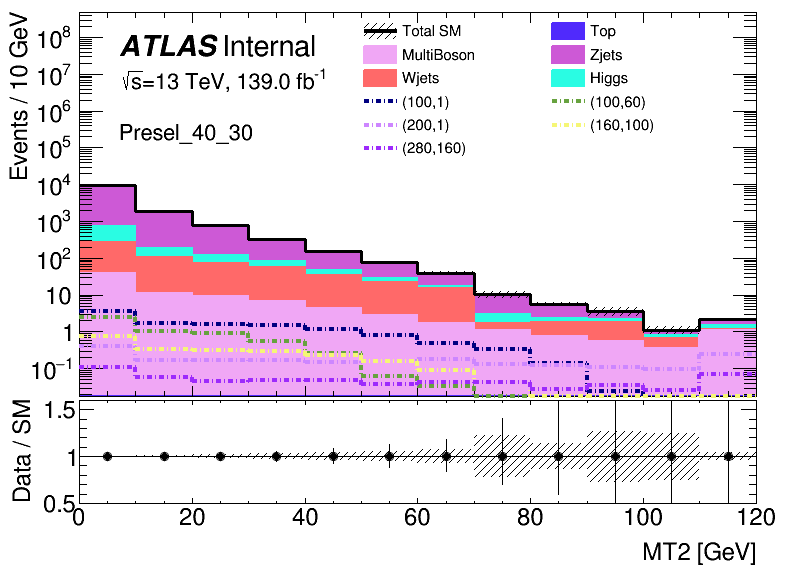 ATLAS Internal
√s=13 TeV, 139.0 fb⁻¹
Presel_40_30
Total SM
Top
MultiBoson
Zjets
Wjets
Higgs
(100,1)
(100,60)
(200,1)
(160,100)
(280,160)
Events / 10 GeV
10⁸
10⁷
10⁶
10⁵
10⁴
10³
10²
10
1
10⁻¹
Data / SM
1.5
1
0.5
0 20 40 60 80 100 120
MT2 [GeV]